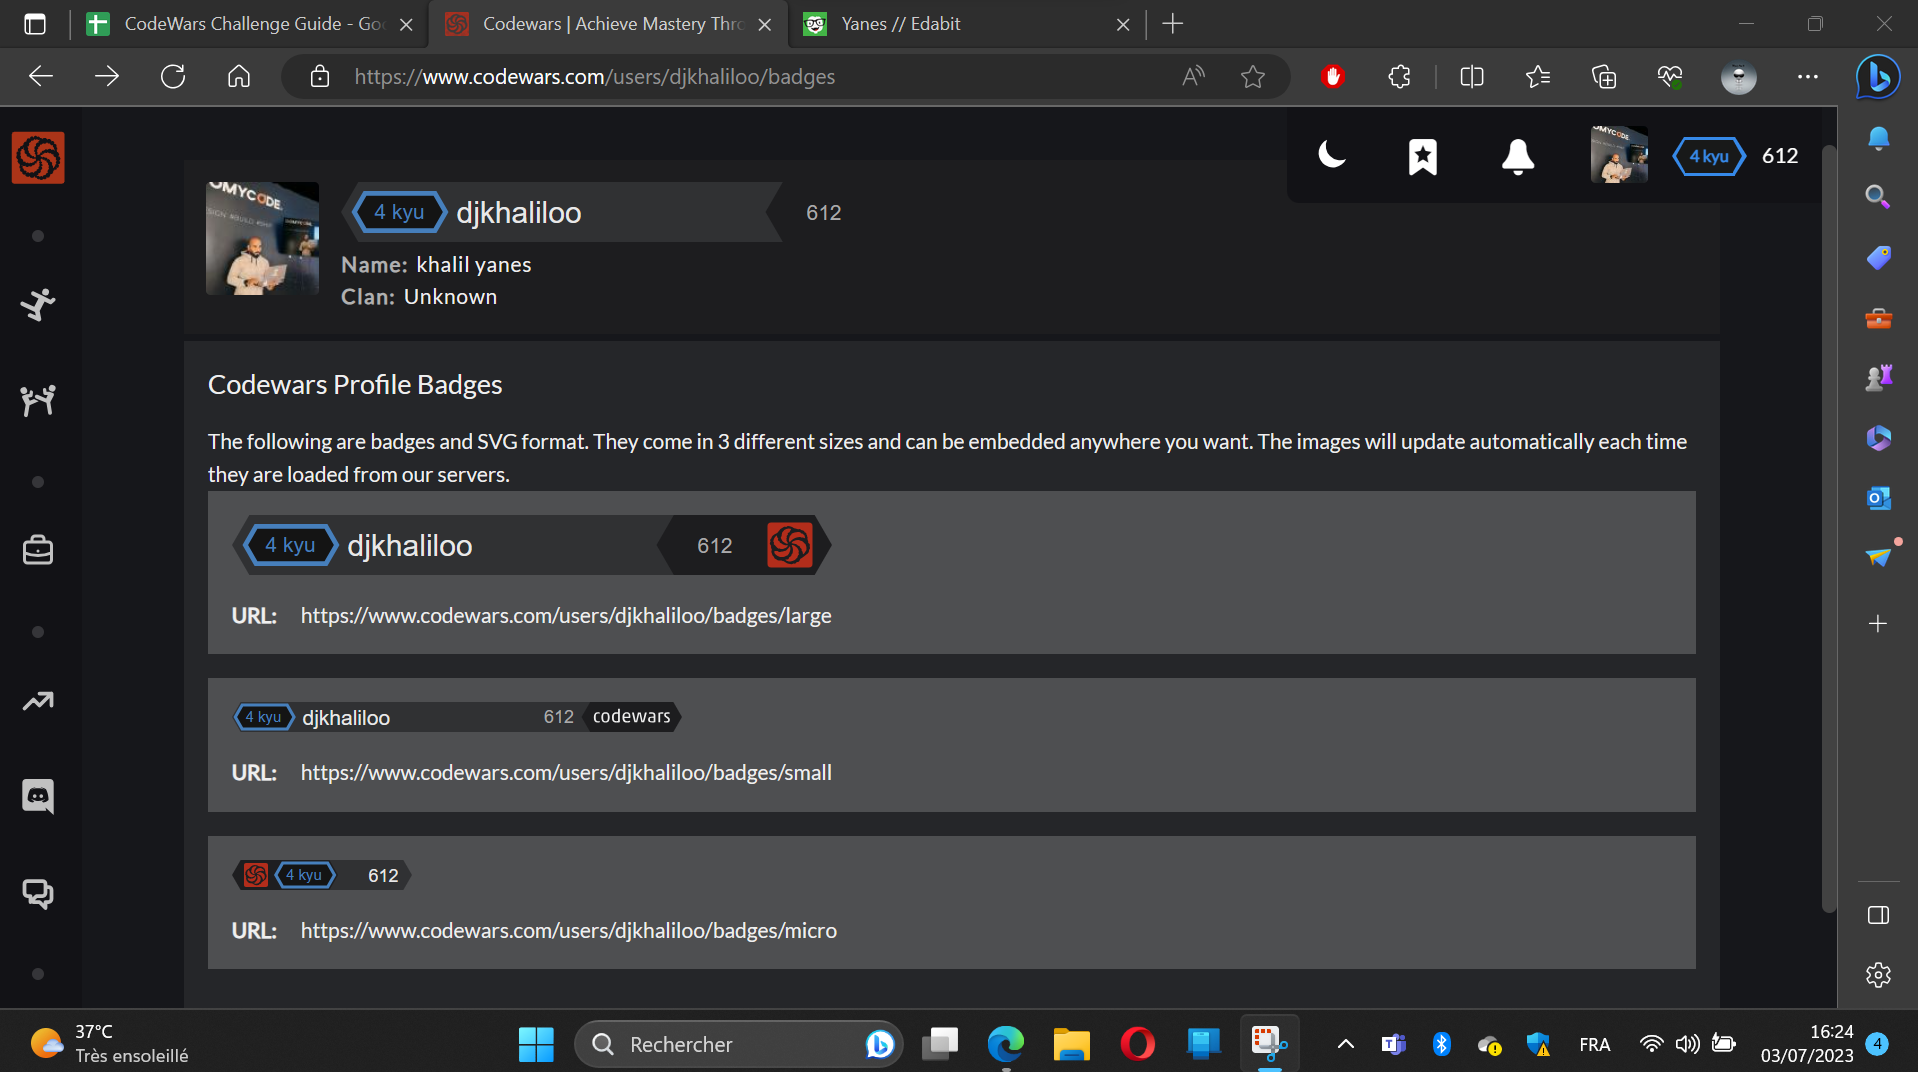 CodeWars Challenge Guide - Goo
Codewars | Achieve Mastery Thro
Yanes // Edabit
https://www.codewars.com/users/djkhaliloo/badges
4 kyu 612
4 kyu djkhaliloo 612
Name: khalil yanes
Clan: Unknown
Codewars Profile Badges
The following are badges and SVG format. They come in 3 different sizes and can be embedded anywhere you want. The images will update automatically each time
they are loaded from our servers.
4 kyu djkhaliloo 612
URL: https://www.codewars.com/users/djkhaliloo/badges/large
4 kyu djkhaliloo 612 codewars
URL: https://www.codewars.com/users/djkhaliloo/badges/small
4 kyu 612
URL: https://www.codewars.com/users/djkhaliloo/badges/micro
37°C
Très ensoleillé
Rechercher
FRA
16:24
03/07/2023
4